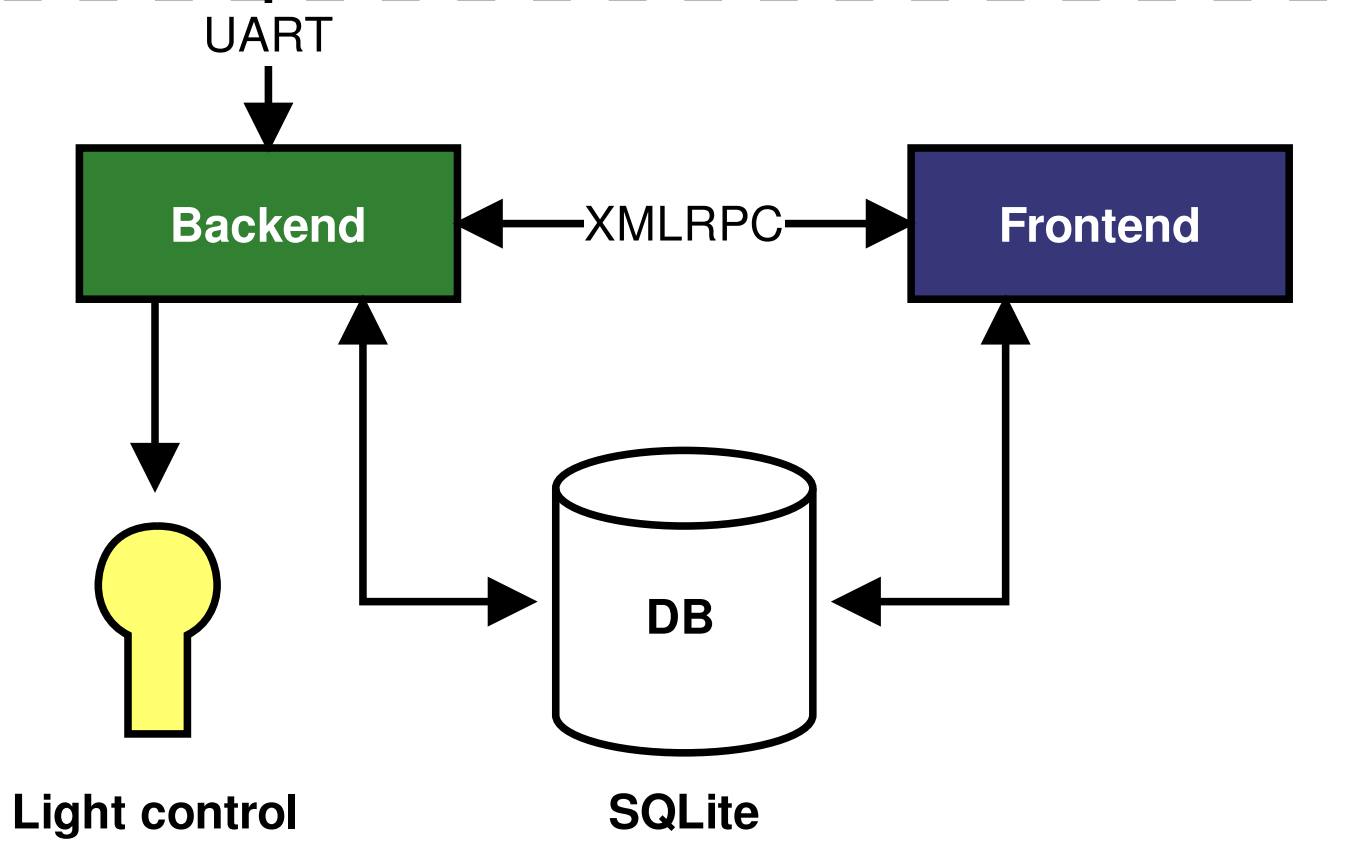 UART
Backend
XMLRPC
Frontend
DB
Light control
SQLite